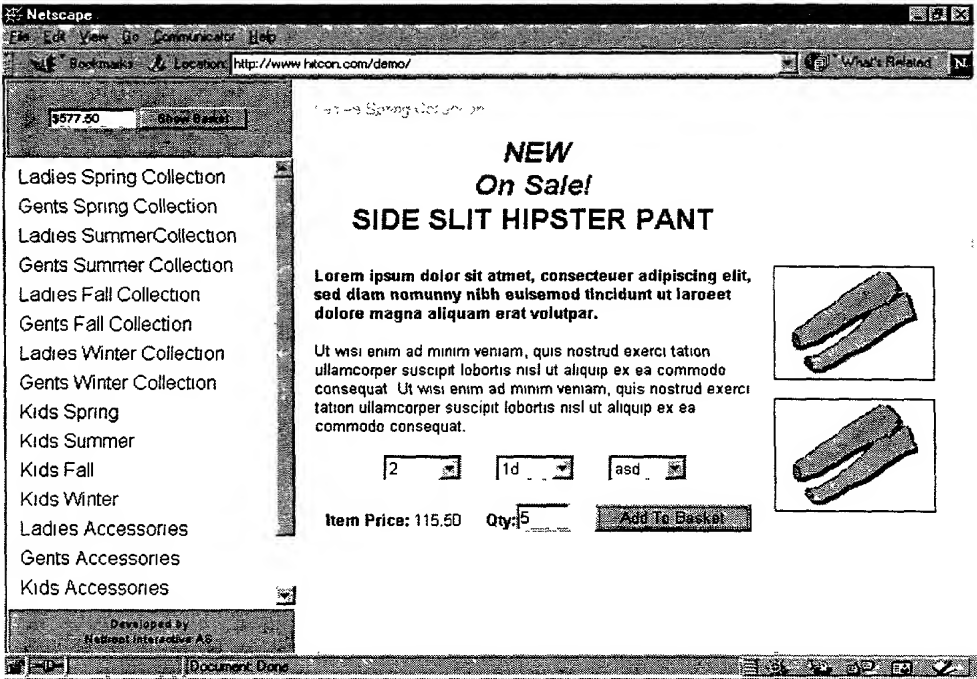 Netscape
File Edit View Go Communicator Help
Bookmarks Location: http://www.hitcon.com/demo/ What's Related N
$577.50 Show Basket
Ladies Spring Collection
NEW
On Sale!
SIDE SLIT HIPSTER PANT
Ladies Spring Collection
Gents Spring Collection
Ladies SummerCollection
Gents Summer Collection
Ladies Fall Collection
Gents Fall Collection
Ladies Winter Collection
Gents Winter Collection
Kids Spring
Kids Summer
Kids Fall
Kids Winter
Ladies Accessories
Gents Accessories
Kids Accessories
Developed by
Interactive AS
Lorem ipsum dolor sit atmet, consecteuer adipiscing elit,
sed diam nomunny nibh euisemod tincidunt ut laroeet
dolore magna aliquam erat volutpar.
Ut wisi enim ad minim veniam, quis nostrud exerci tation
ullamcorper suscipit lobortis nisl ut aliquip ex ea commodo
consequat Ut wisi enim ad minim veniam, quis nostrud exerci
tation ullamcorper suscipit lobortis nisl ut aliquip ex ea
commodo consequat.
2 1d asd
Item Price: 115.50 Qty: 5 Add To Basket
Document: Done